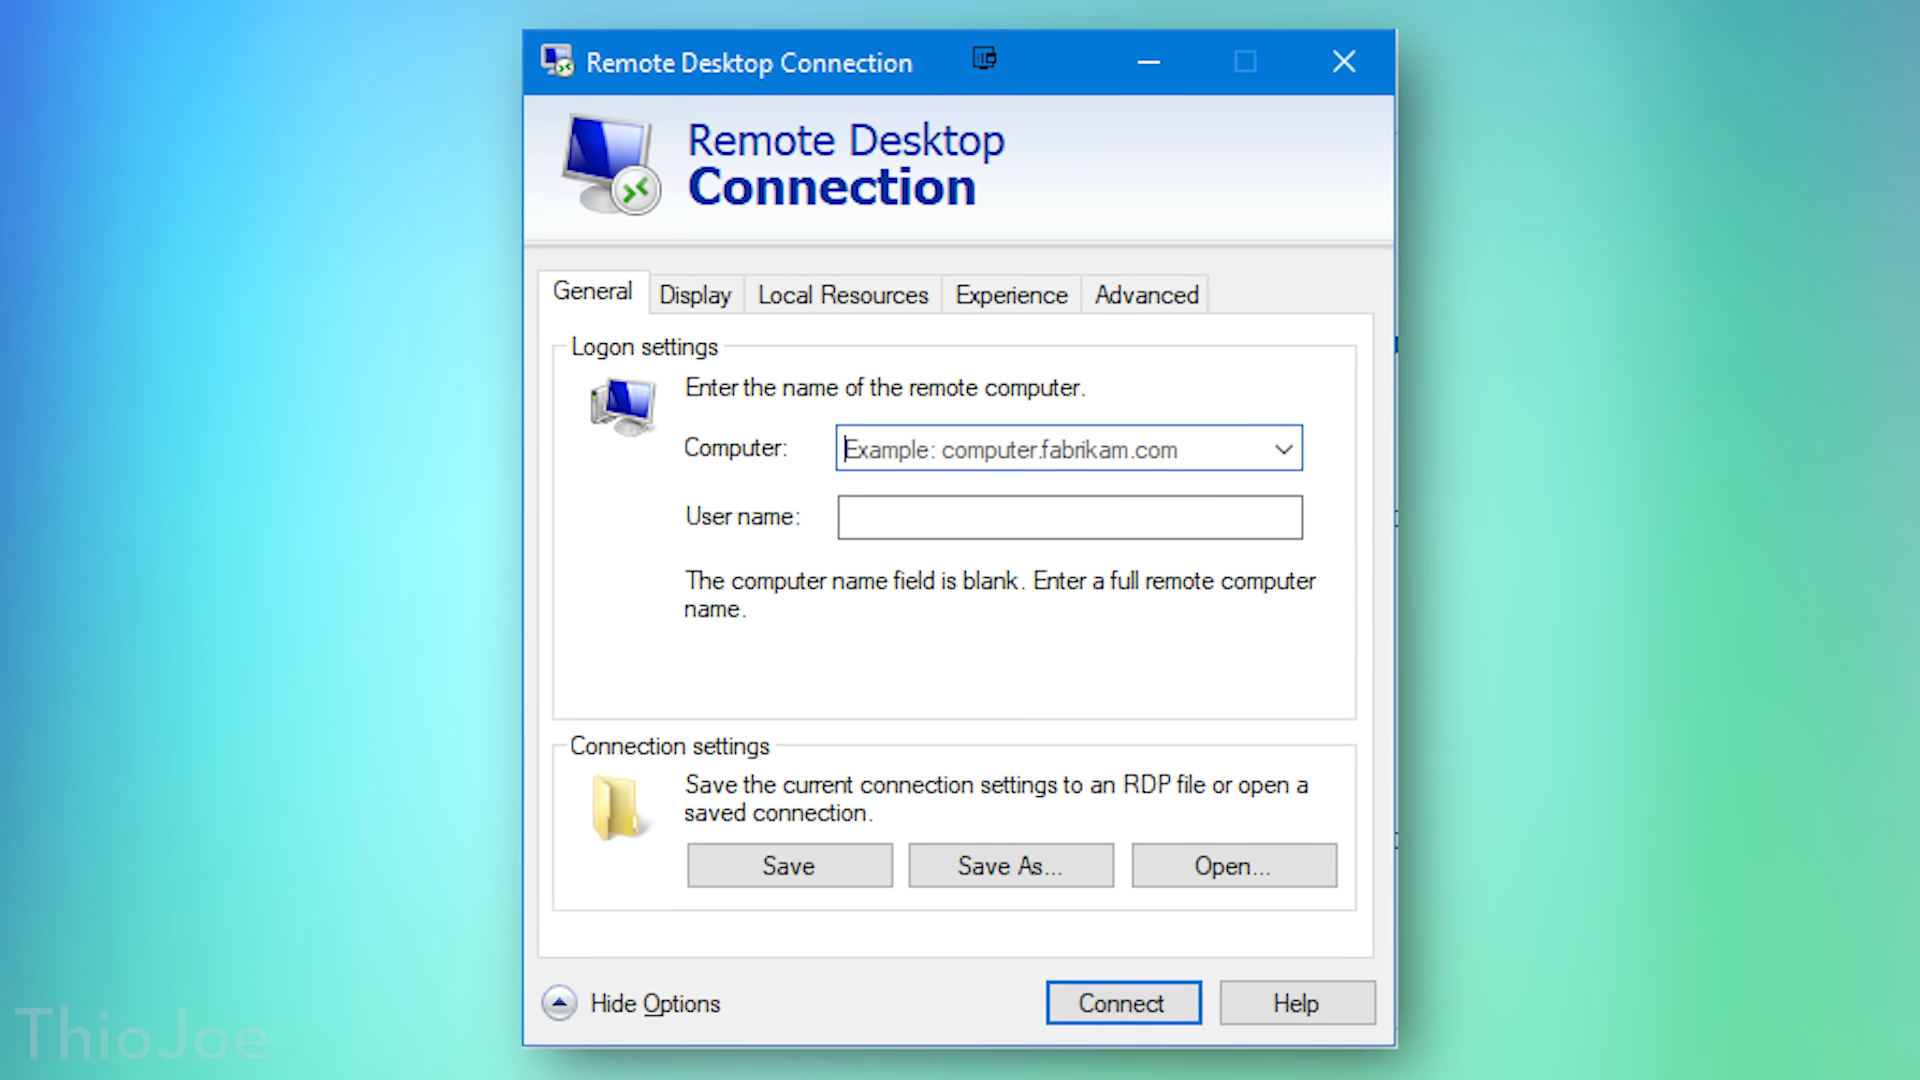 Remote Desktop Connection
Remote Desktop
Connection
General Display Local Resources Experience Advanced
Logon settings
Enter the name of the remote computer.
Computer: Example: computer.fabrikam.com
User name:
The computer name field is blank. Enter a full remote computer
name.
Connection settings
Save the current connection settings to an RDP file or open a
saved connection.
Save Save As... Open...
Hide Options Connect Help
ThioJoe